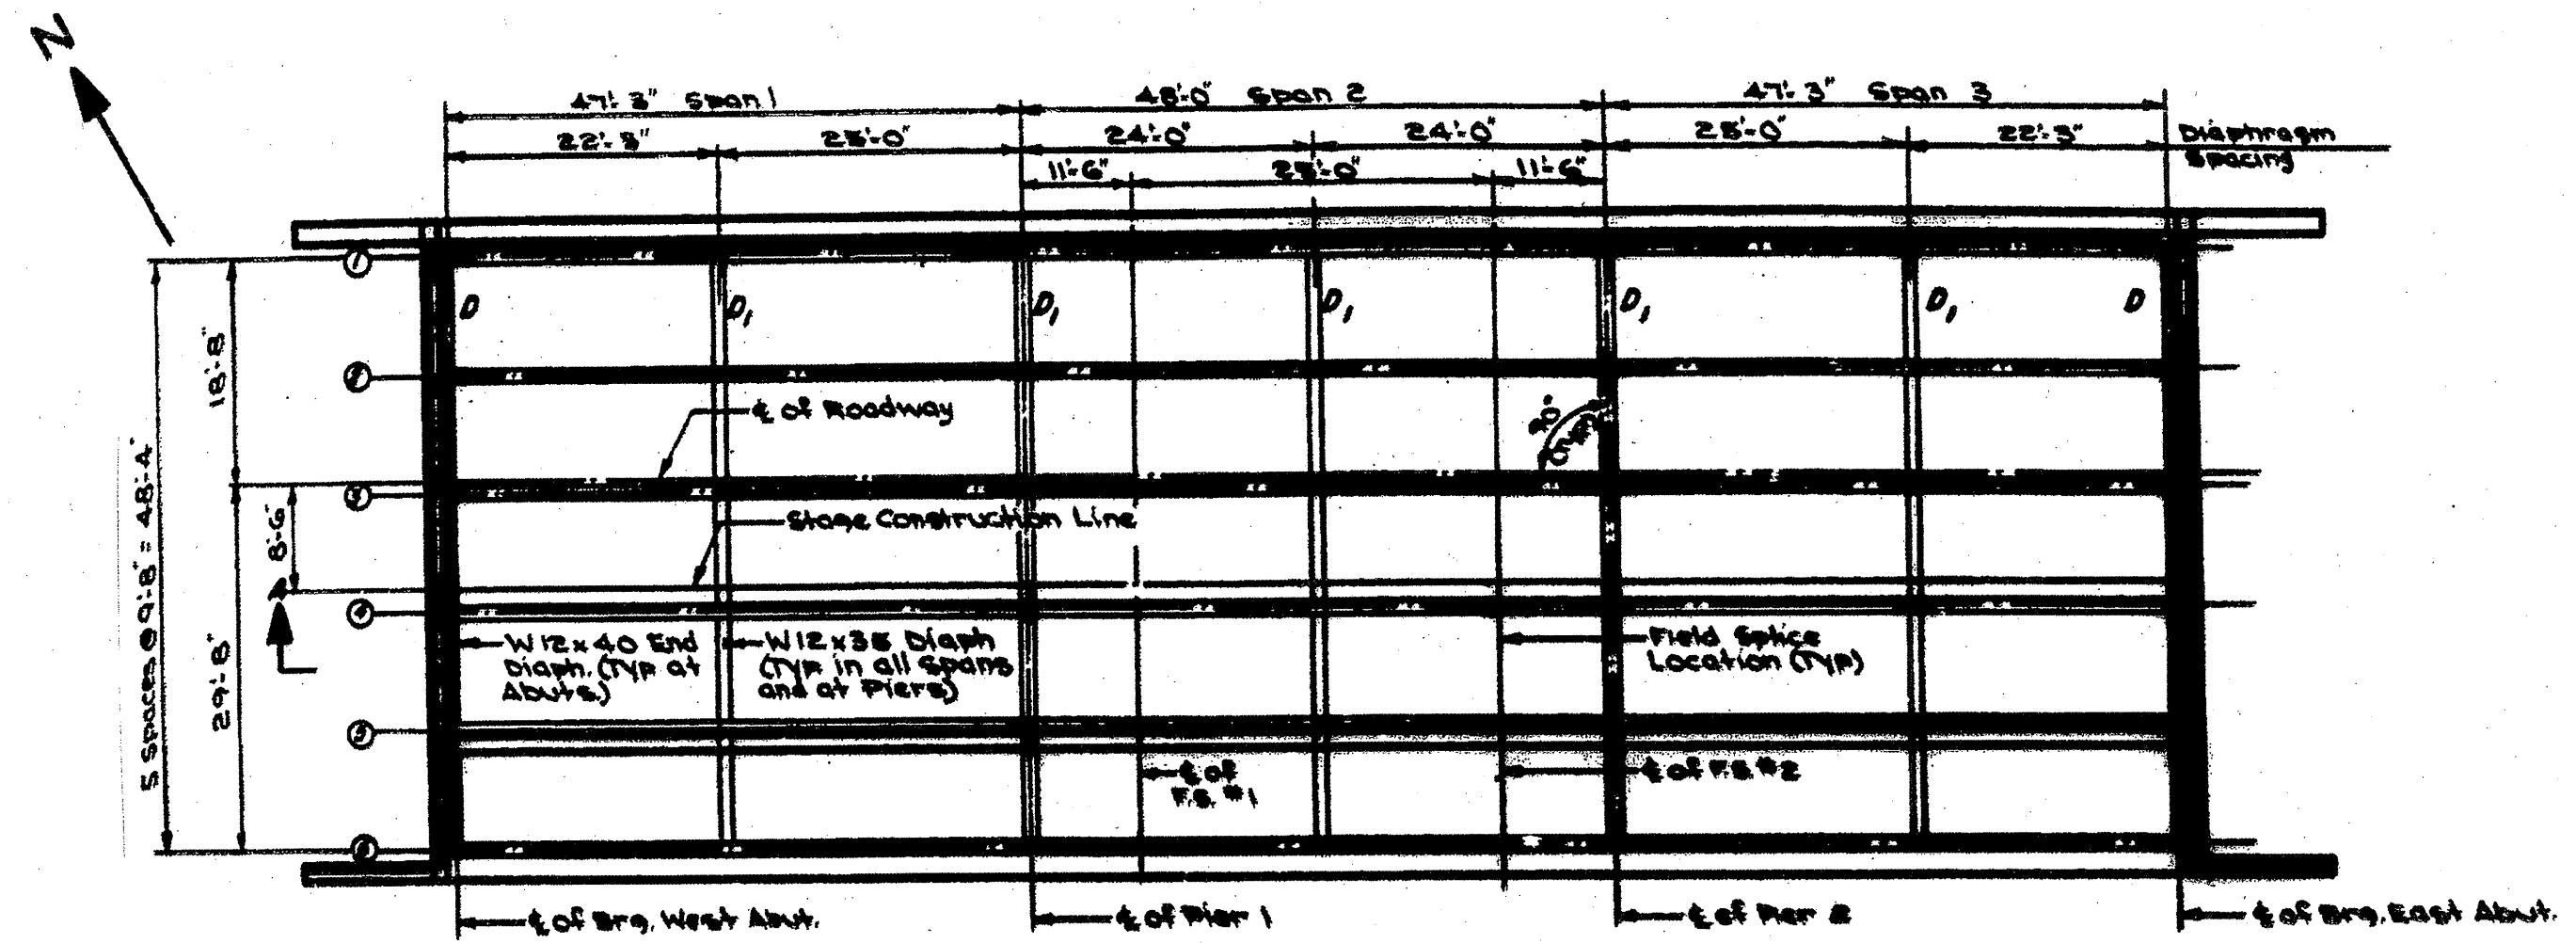 N
47'-3" Span 1
48'-0" Span 2
47'-3" Span 3
22'-3"
25'-0"
24'-0"
24'-0"
25'-0"
22'-3"
Diaphragm
Spacing
11'-6"
25'-0"
11'-6"
1
D
D1
D1
D1
D1
D1
D
2
18'-8"
℄ of Roadway
90°
(Typ)
3
5 Spaces @ 9'-8" = 48'-4"
8'-6"
Stage Construction Line
A
4
29'-8"
W12x40 End
Diaph. (Typ at
Abuts.)
W12x35 Diaph
(Typ in all Spans
and at Piers)
Field Splice
Location (Typ)
5
℄ of
F.S. #1
℄ of F.S. #2
6
℄ of Brg. West Abut.
℄ of Pier 1
℄ of Pier 2
℄ of Brg. East Abut.